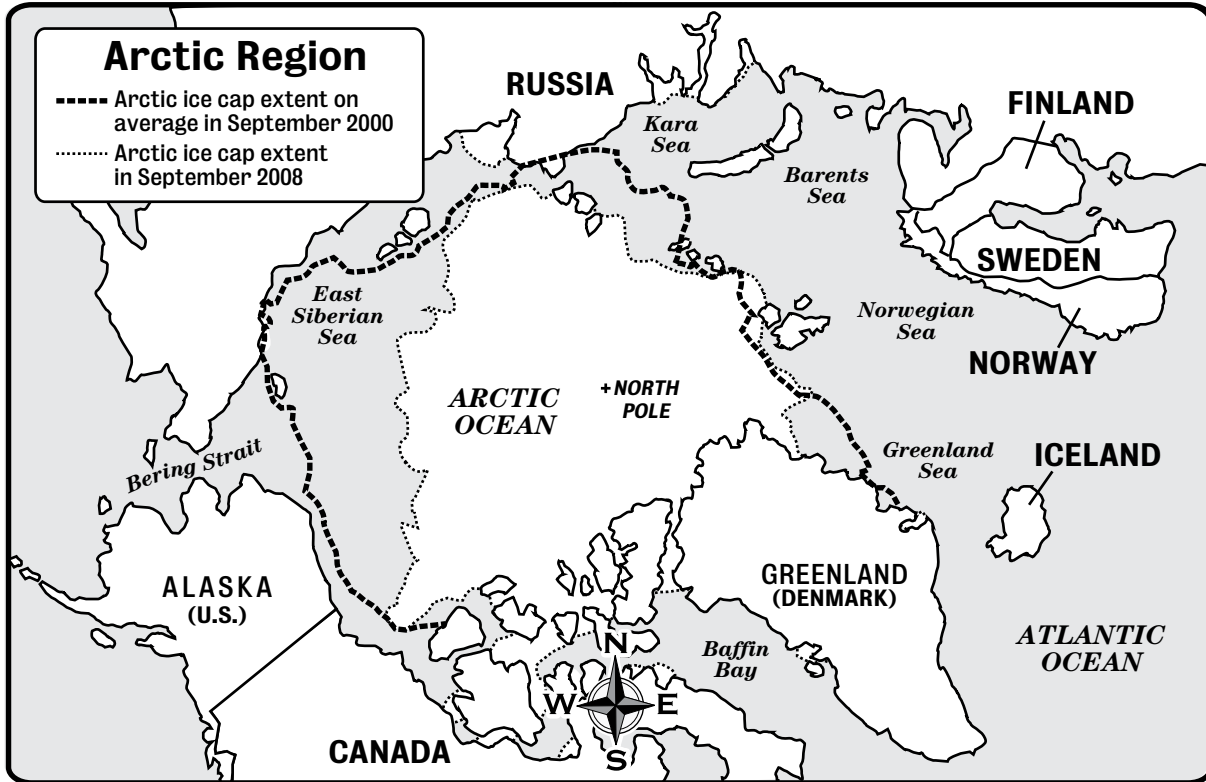 Arctic Region
Arctic ice cap extent on
average in September 2000
Arctic ice cap extent
in September 2008
RUSSIA
Kara
Sea
FINLAND
Barents
Sea
SWEDEN
East
Siberian
Sea
Norwegian
Sea
NORWAY
ARCTIC
OCEAN
+ NORTH
POLE
Bering Strait
Greenland
Sea
ICELAND
ALASKA
(U.S.)
GREENLAND
(DENMARK)
ATLANTIC
OCEAN
Baffin
Bay
N
W
E
S
CANADA